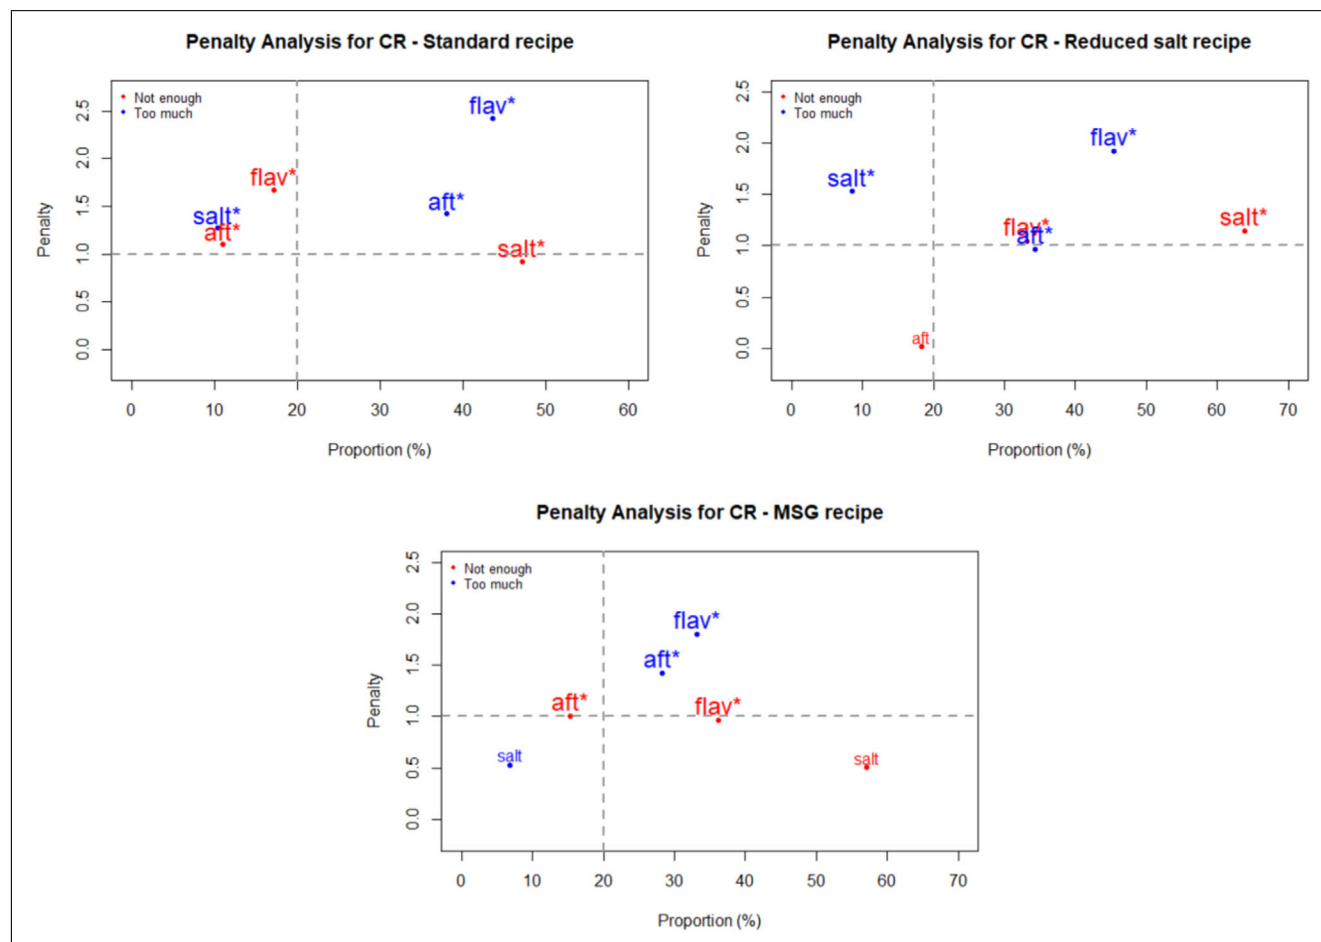 Penalty Analysis for CR - Standard recipe
Not enough
Too much
flav*
flav*
aft*
salt*
aft*
salt*
Penalty
0.0 0.5 1.0 1.5 2.0 2.5
0 10 20 30 40 50 60
Proportion (%)
Penalty Analysis for CR - Reduced salt recipe
Not enough
Too much
flav*
salt*
flav*
aft*
salt*
aft
Penalty
0.0 0.5 1.0 1.5 2.0 2.5
0 10 20 30 40 50 60 70
Proportion (%)
Penalty Analysis for CR - MSG recipe
Not enough
Too much
flav*
aft*
aft*
flav*
salt
salt
Penalty
0.0 0.5 1.0 1.5 2.0 2.5
0 10 20 30 40 50 60 70
Proportion (%)